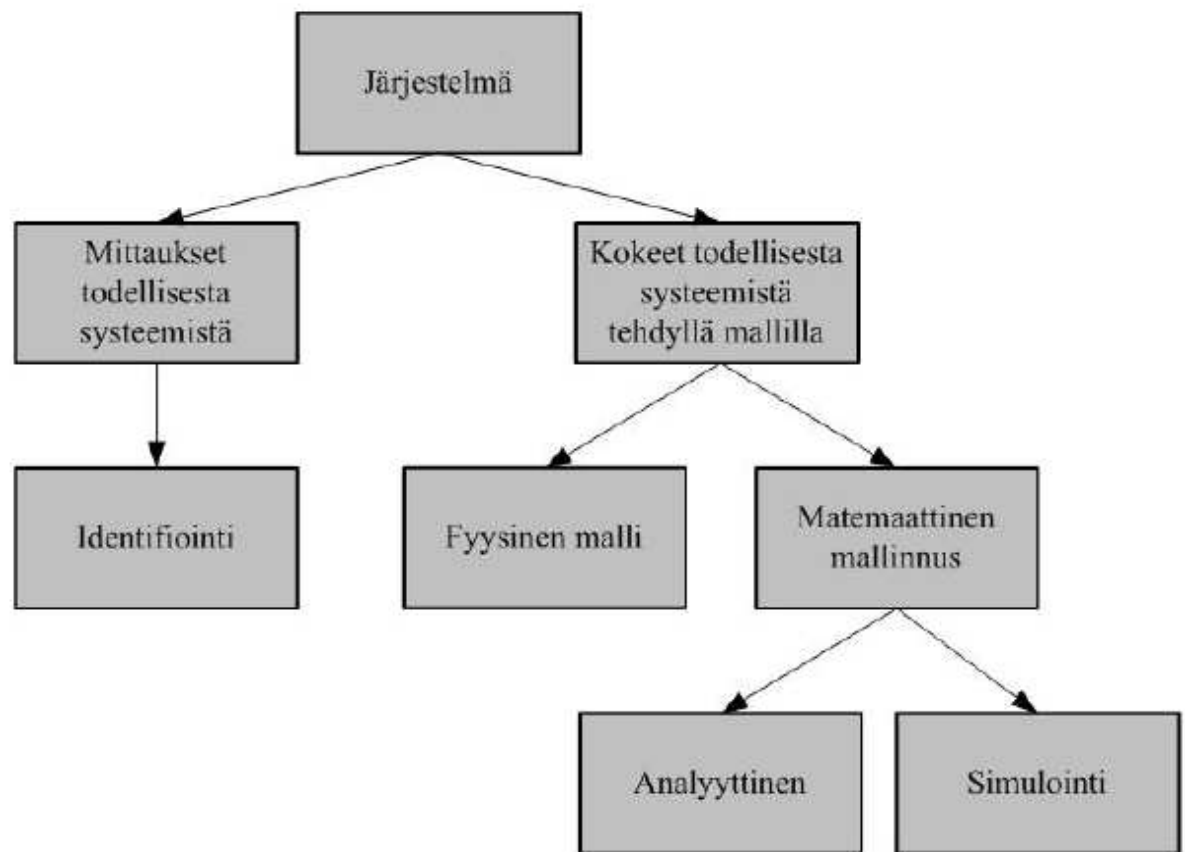 Järjestelmä
Mittaukset
todellisesta
systeemistä
Kokeet todellisesta
systeemistä
tehdyllä mallilla
Identifiointi
Fyysinen malli
Matemaattinen
mallinnus
Analyyttinen
Simulointi